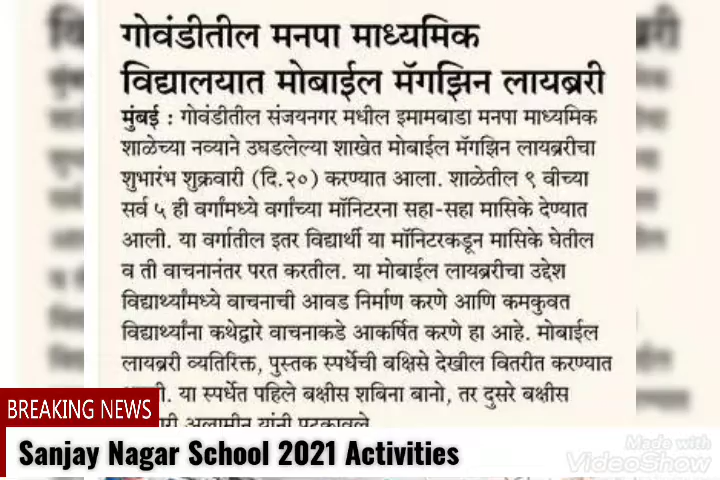 गोवंडीतील मनपा माध्यमिक
विद्यालयात मोबाईल मॅगझिन लायब्ररी
मुंबई : गोवंडीतील संजयनगर मधील इमामबाडा मनपा माध्यमिक
शाळेच्या नव्याने उघडलेल्या शाखेत मोबाईल मॅगझिन लायब्ररीचा
शुभारंभ शुक्रवारी (दि.२०) करण्यात आला. शाळेतील ९ वीच्या
सर्व ५ ही वर्गांमध्ये वर्गाच्या मॉनिटरना सहा-सहा मासिके देण्यात
आली. या वर्गातील इतर विद्यार्थी या मॉनिटरकडून मासिके घेतील
व ती वाचनानंतर परत करतील. या मोबाईल लायब्ररीचा उद्देश
विद्यार्थ्यांमध्ये वाचनाची आवड निर्माण करणे आणि कमकुवत
विद्यार्थ्यांना कथेद्वारे वाचनाकडे आकर्षित करणे हा आहे. मोबाईल
लायब्ररी व्यतिरिक्त, पुस्तक स्पर्धेची बक्षिसे देखील वितरीत करण्यात
या स्पर्धेत पहिले बक्षीस शबिना बानो, तर दुसरे बक्षीस
अलामीन यांनी पटकावले
BREAKING NEWS
Sanjay Nagar School 2021 Activities
Made with
VideoShow